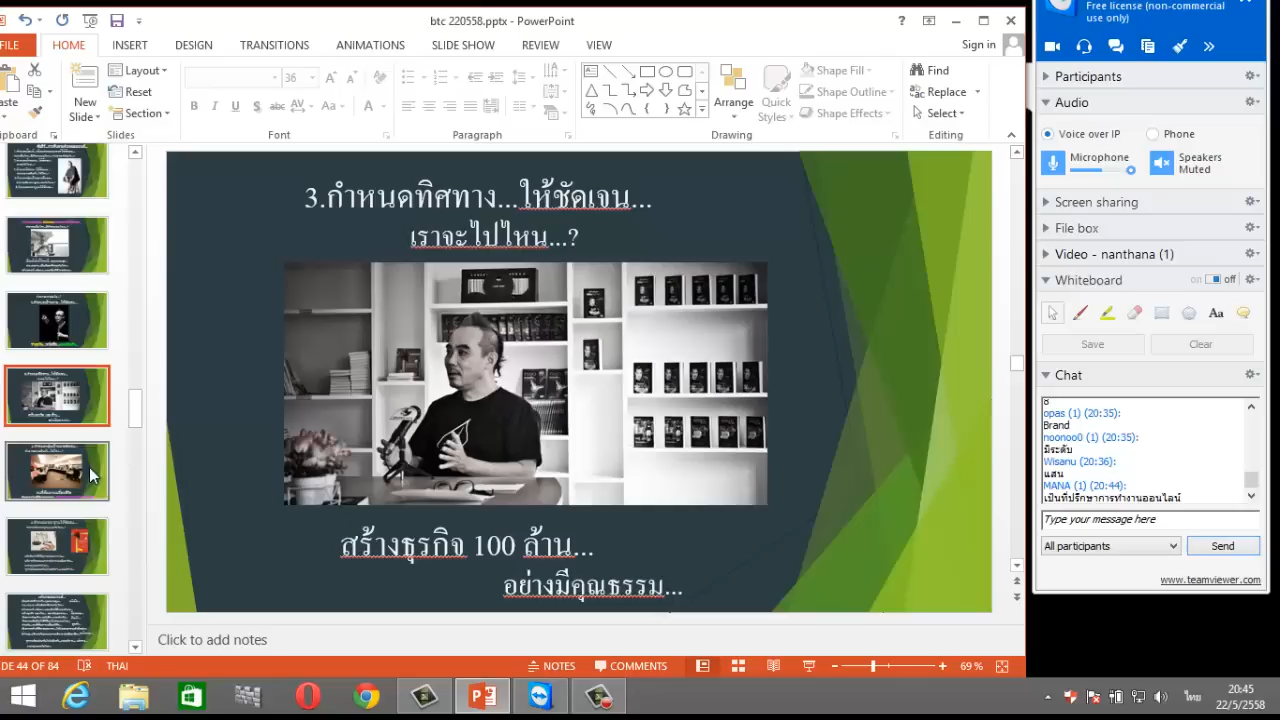 btc 220558.pptx - PowerPoint
FILE HOME INSERT DESIGN TRANSITIONS ANIMATIONS SLIDE SHOW REVIEW VIEW
Sign in
Layout
Reset
Section
New Slide
Slides
36
Font
Paragraph
Arrange
Quick Styles
Shape Fill
Shape Outline
Shape Effects
Drawing
Find
Replace
Select
Editing
3.กำหนดทิศทาง...ให้ชัดเจน...
เราจะไปไหน...?
สร้างธุรกิจ 100 ล้าน...
อย่างมีคุณธรรม...
Click to add notes
DE 44 OF 84
THAI
NOTES
COMMENTS
69 %
Free license (non-commercial
use only)
Participants
Audio
Voice over IP
Phone
Microphone
Speakers
Muted
Screen sharing
File box
Video - nanthana (1)
Whiteboard
on off
Aa
Save
Clear
Chat
opas (1) (20:35):
Brand
noonoo0 (1) (20:35):
มีระดับ
Wisanu (1) (20:36):
แสน
MANA (1) (20:44):
เป็นที่ปรึกษาการทำงานออนไลน์
Type your message here
All participants
Send
www.teamviewer.com
ไทย
20:45
22/5/2558